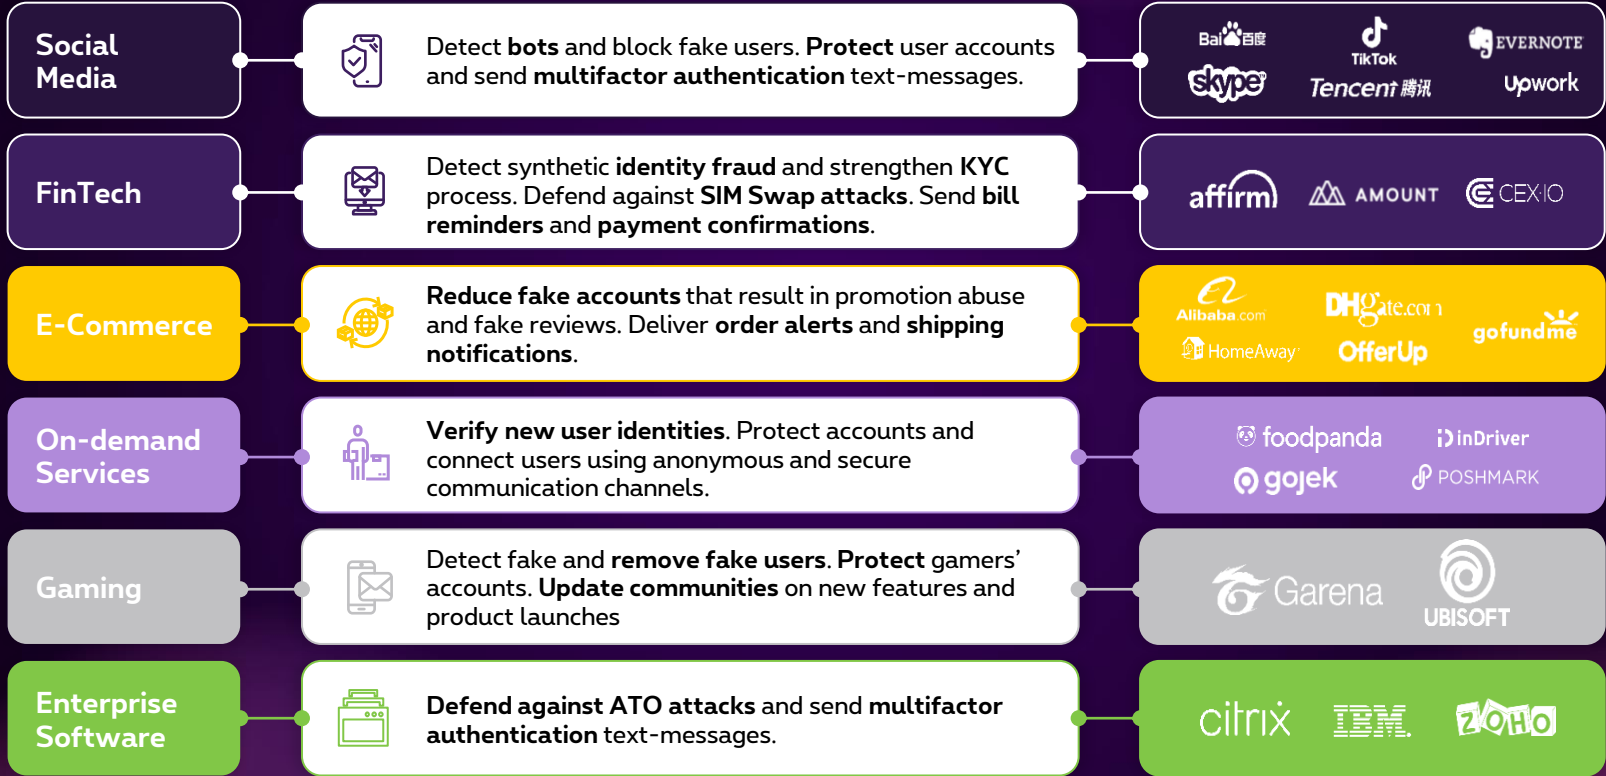 Social
Media
Detect bots and block fake users. Protect user accounts
and send multifactor authentication text-messages.
Bai百度
TikTok
EVERNOTE
skype
Tencent 腾讯
Upwork
FinTech
Detect synthetic identity fraud and strengthen KYC
process. Defend against SIM Swap attacks. Send bill
reminders and payment confirmations.
affirm
AMOUNT
CEX·IO
E-Commerce
Reduce fake accounts that result in promotion abuse
and fake reviews. Deliver order alerts and shipping
notifications.
Alibaba.com
DHgate.com
gofundme
HomeAway
OfferUp
On-demand
Services
Verify new user identities. Protect accounts and
connect users using anonymous and secure
communication channels.
foodpanda
inDriver
gojek
POSHMARK
Gaming
Detect fake and remove fake users. Protect gamers’
accounts. Update communities on new features and
product launches
Garena
UBISOFT
Enterprise
Software
Defend against ATO attacks and send multifactor
authentication text-messages.
citrix
IBM.
ZOHO